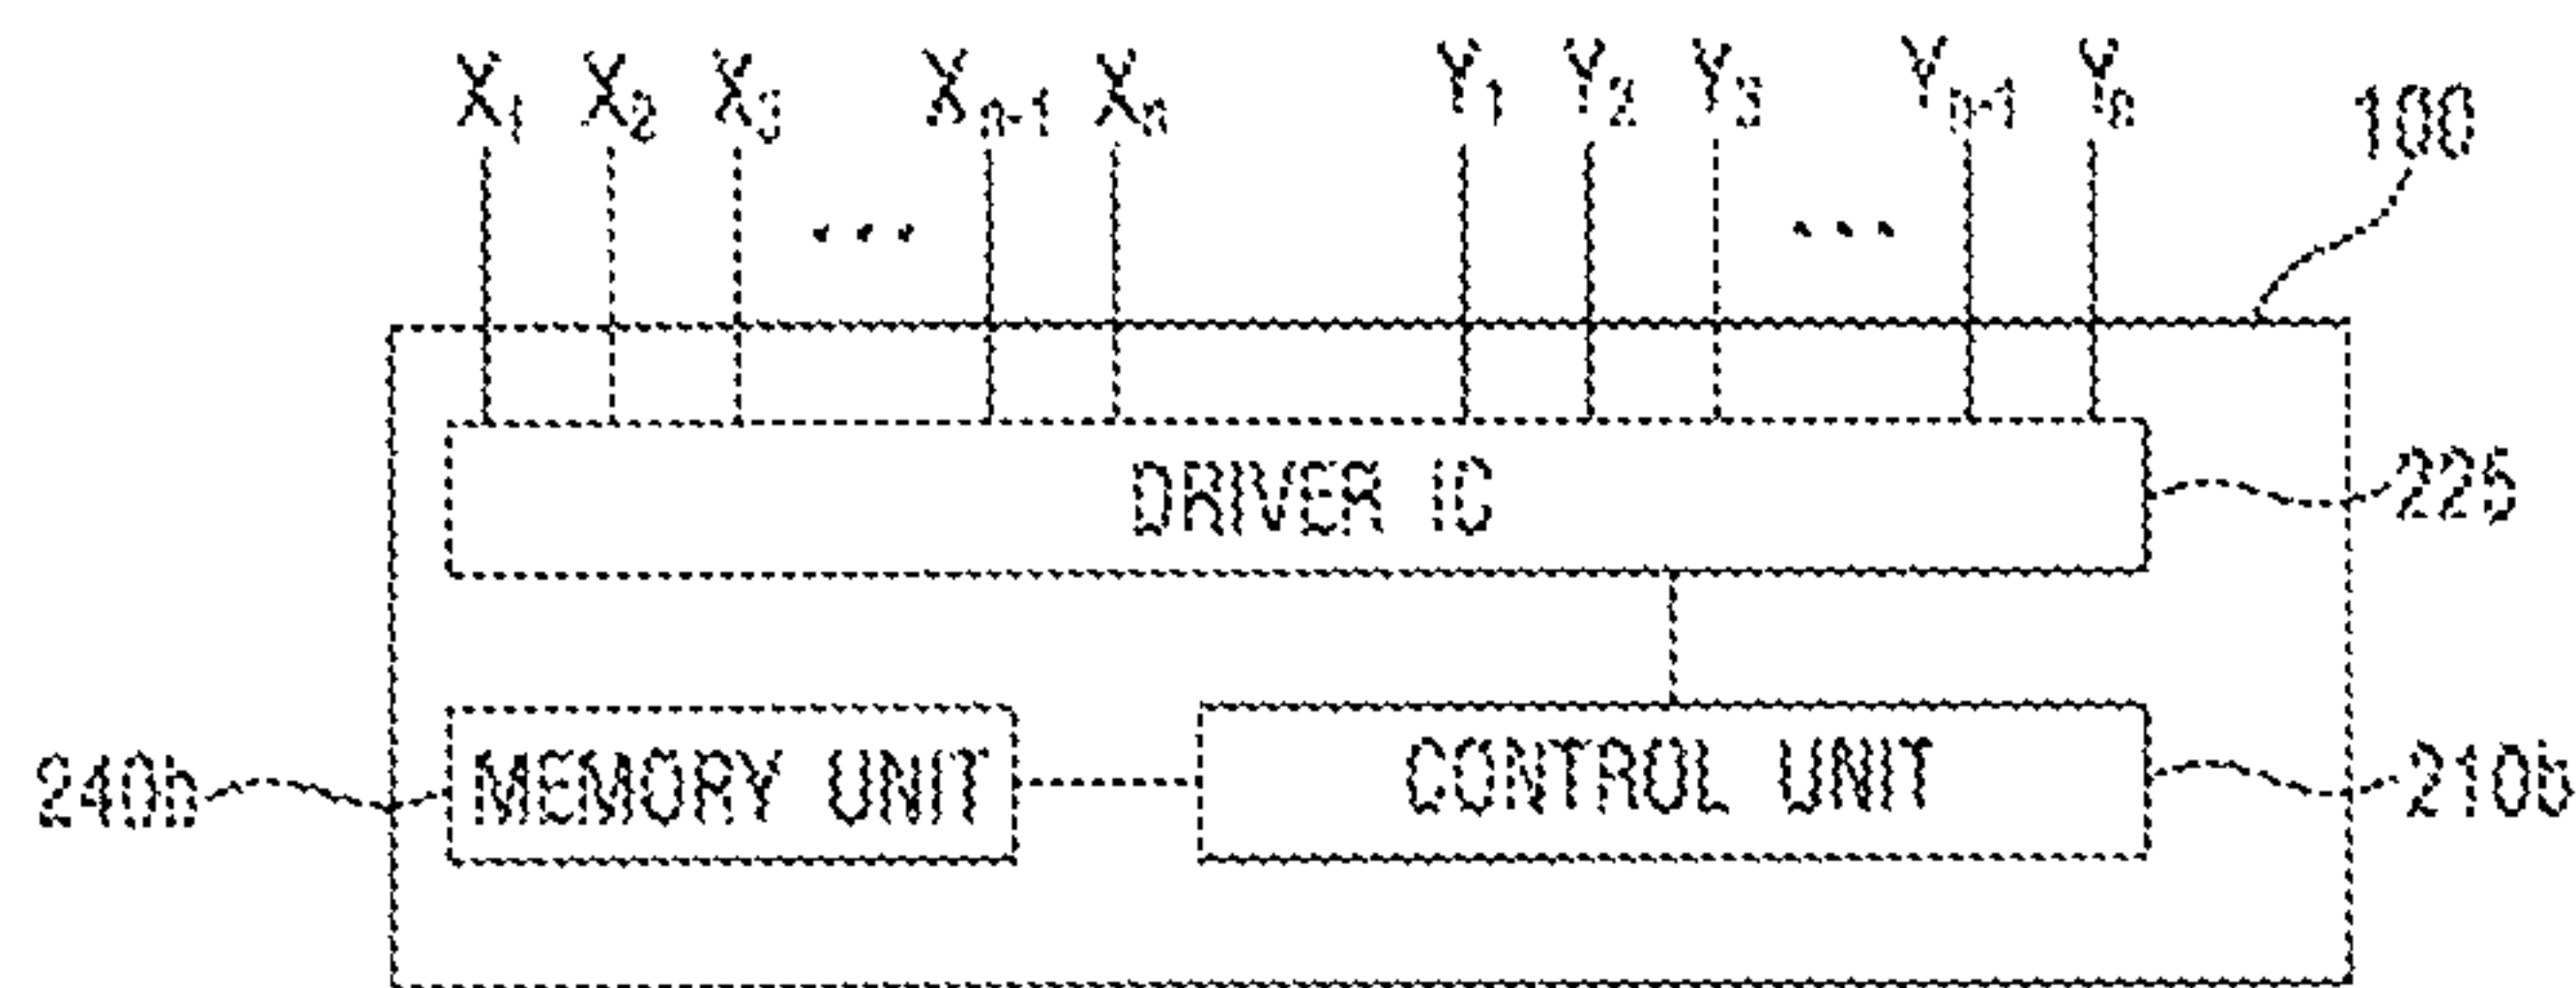 X₁ X₂ X₃ ... Xₙ₋₁ Xₙ Y₁ Y₂ Y₃ ... Yₙ₋₁ Yₙ
100
DRIVER IC
225
240b MEMORY UNIT CONTROL UNIT 210b